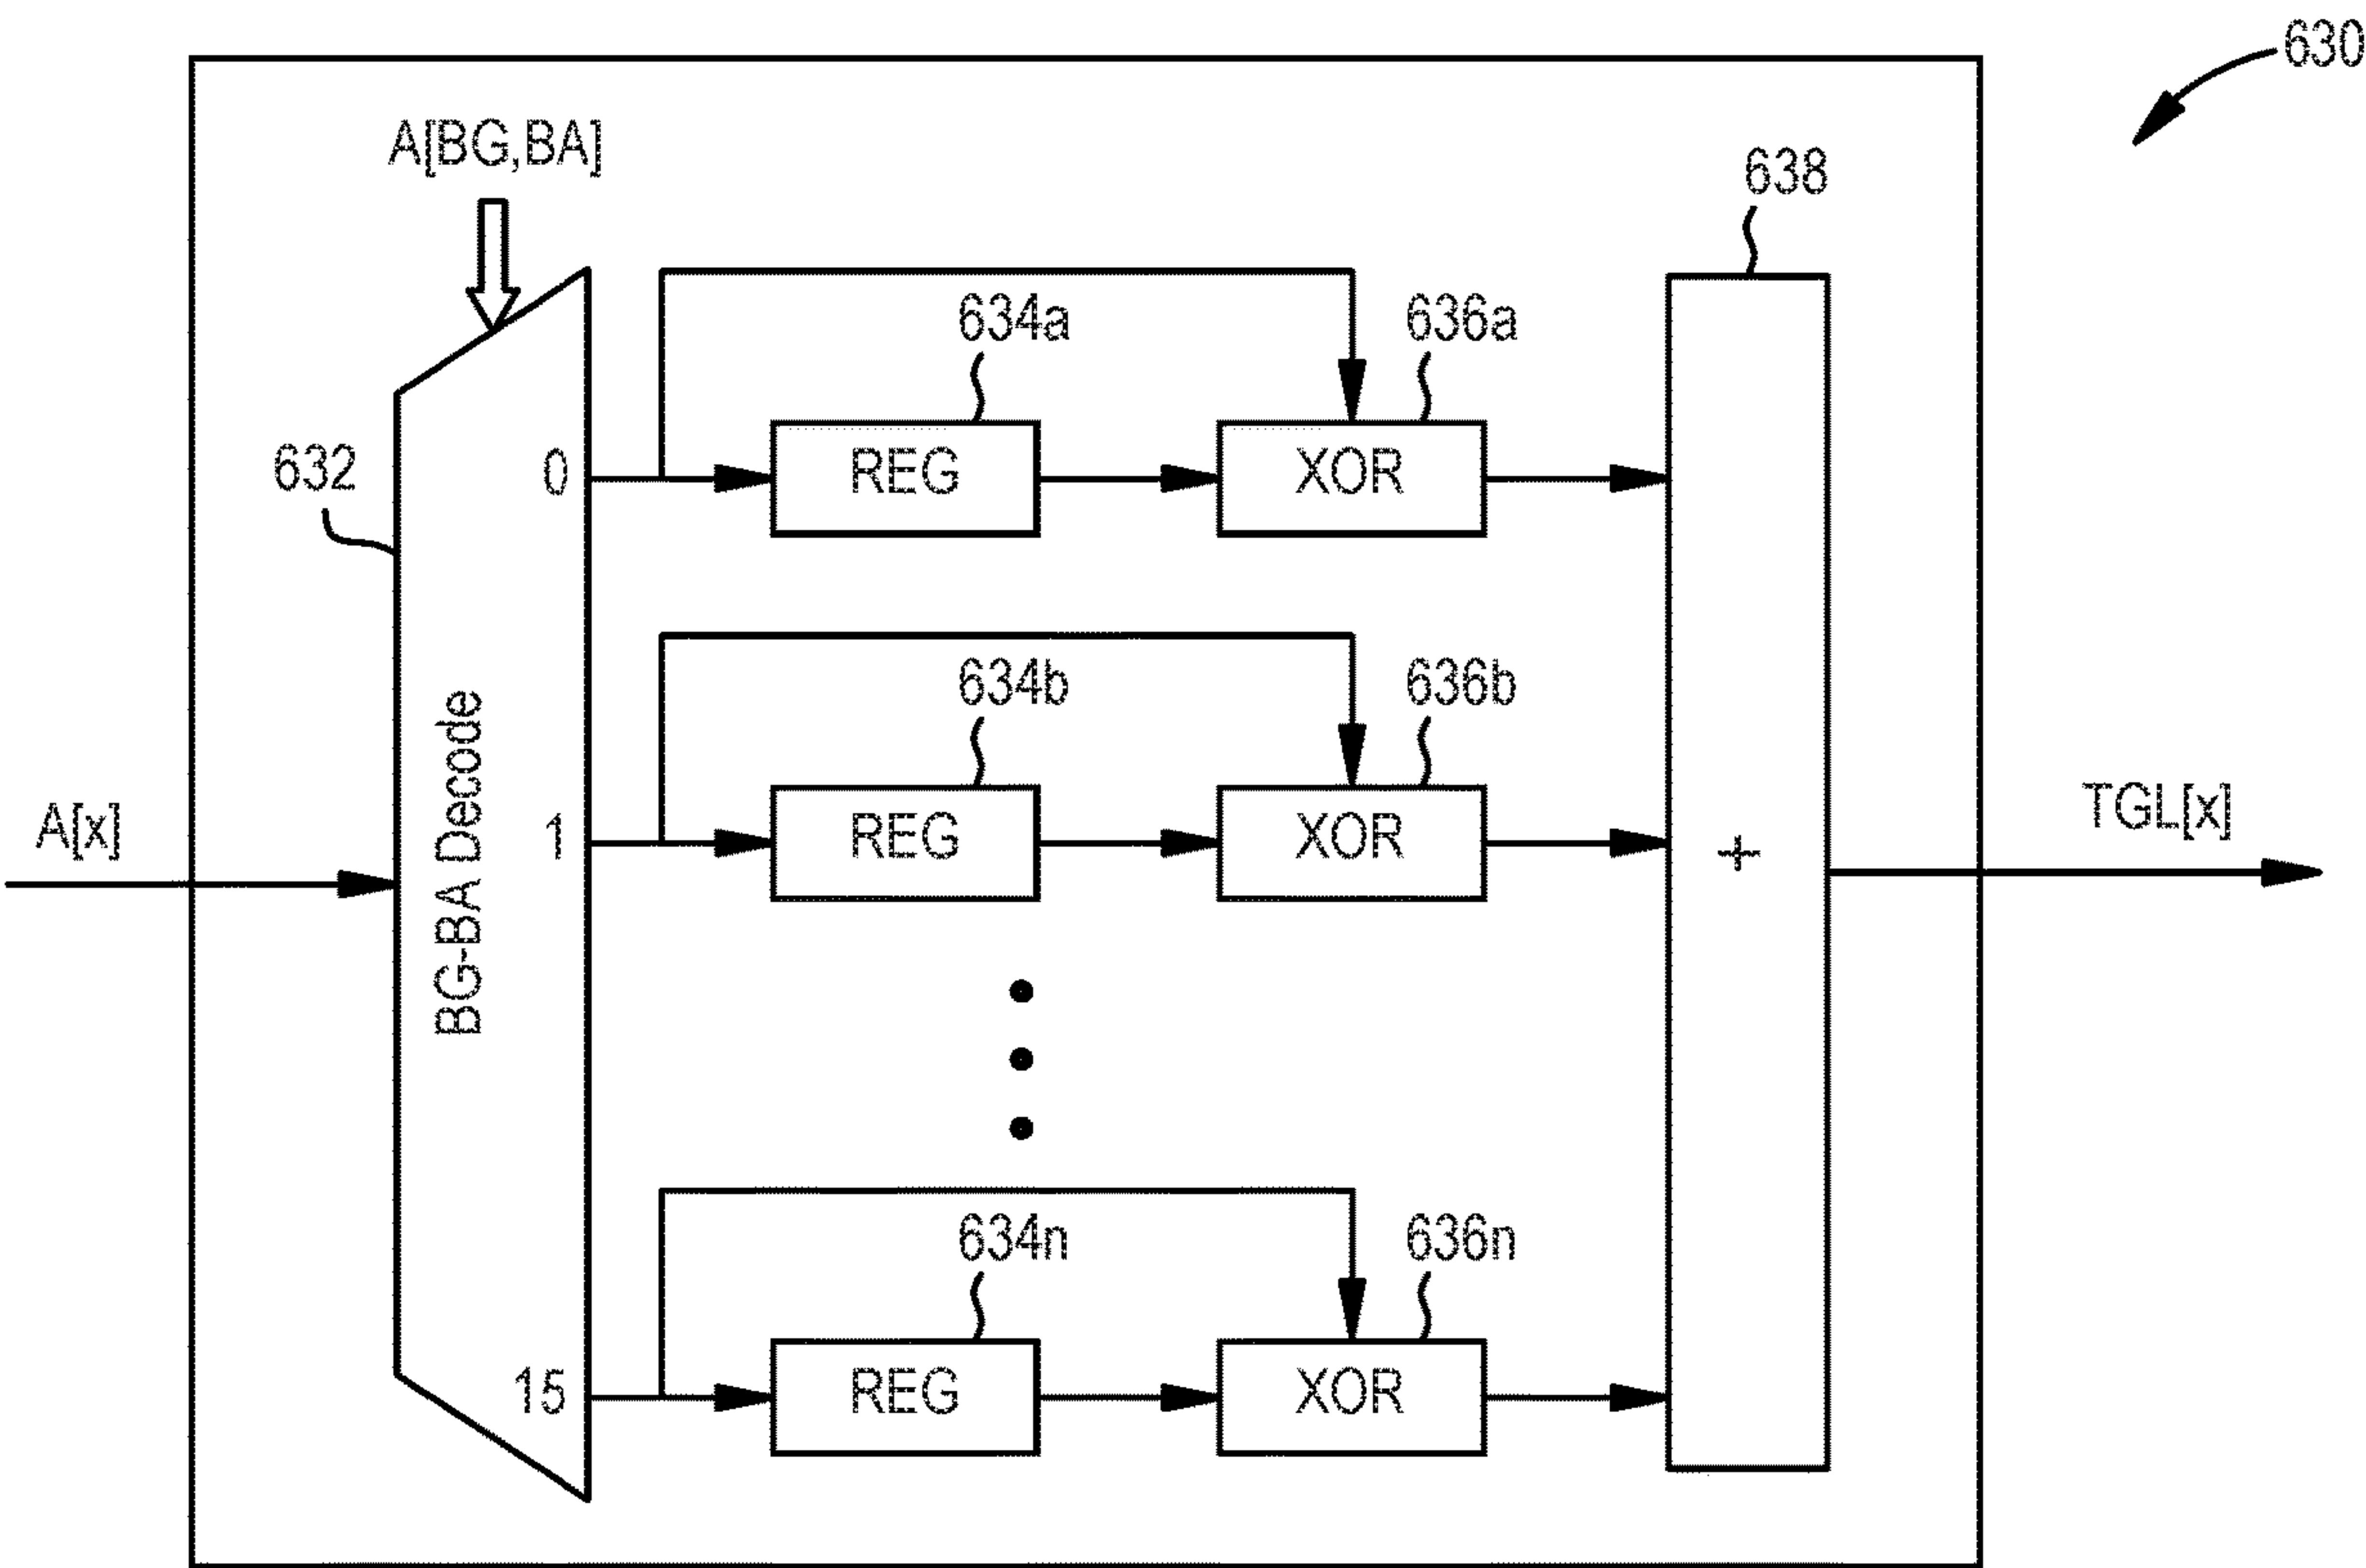 630
A[BG,BA]
638
634a
636a
632
0
REG
XOR
634b
636b
A[x]
BG-BA Decode
1
REG
XOR
+
TGL[x]
634n
636n
15
REG
XOR